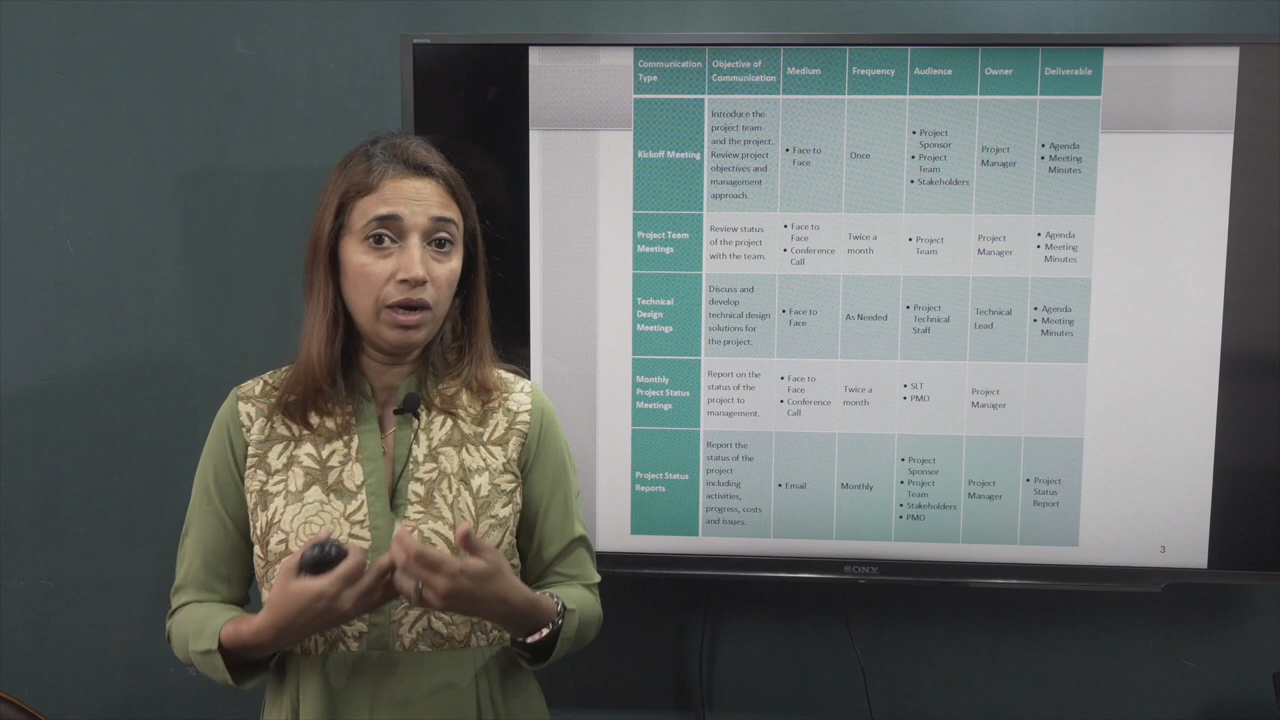 Communication Type
Objective of Communication
Medium
Frequency
Audience
Owner
Deliverable
Kickoff Meeting
Introduce the
project team
and the project.
Review project
objectives and
management
approach.
• Face to
Face
Once
• Project
Sponsor
• Project
Team
• Stakeholders
Project
Manager
• Agenda
• Meeting
Minutes
Project Team
Meetings
Review status
of the project
with the team.
• Face to
Face
• Conference
Call
Twice a
month
• Project
Team
Project
Manager
• Agenda
• Meeting
Minutes
Technical
Design
Meetings
Discuss and
develop
technical design
solutions for
the project.
• Face to
Face
As Needed
• Project
Technical
Staff
Technical
Lead
• Agenda
• Meeting
Minutes
Monthly
Project Status
Meetings
Report on the
status of the
project to
management.
• Face to
Face
• Conference
Call
Twice a
month
• SLT
• PMO
Project
Manager
Project Status
Reports
Report the
status of the
project
including
activities,
progress, costs
and issues.
• Email
Monthly
• Project
Sponsor
• Project
Team
• Stakeholders
• PMO
Project
Manager
• Project
Status
Report
3
SONY